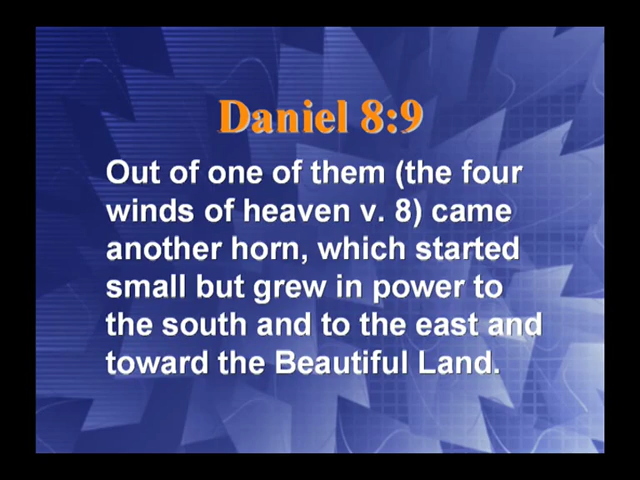 Daniel 8:9
Out of one of them (the four
winds of heaven v. 8) came
another horn, which started
small but grew in power to
the south and to the east and
toward the Beautiful Land.